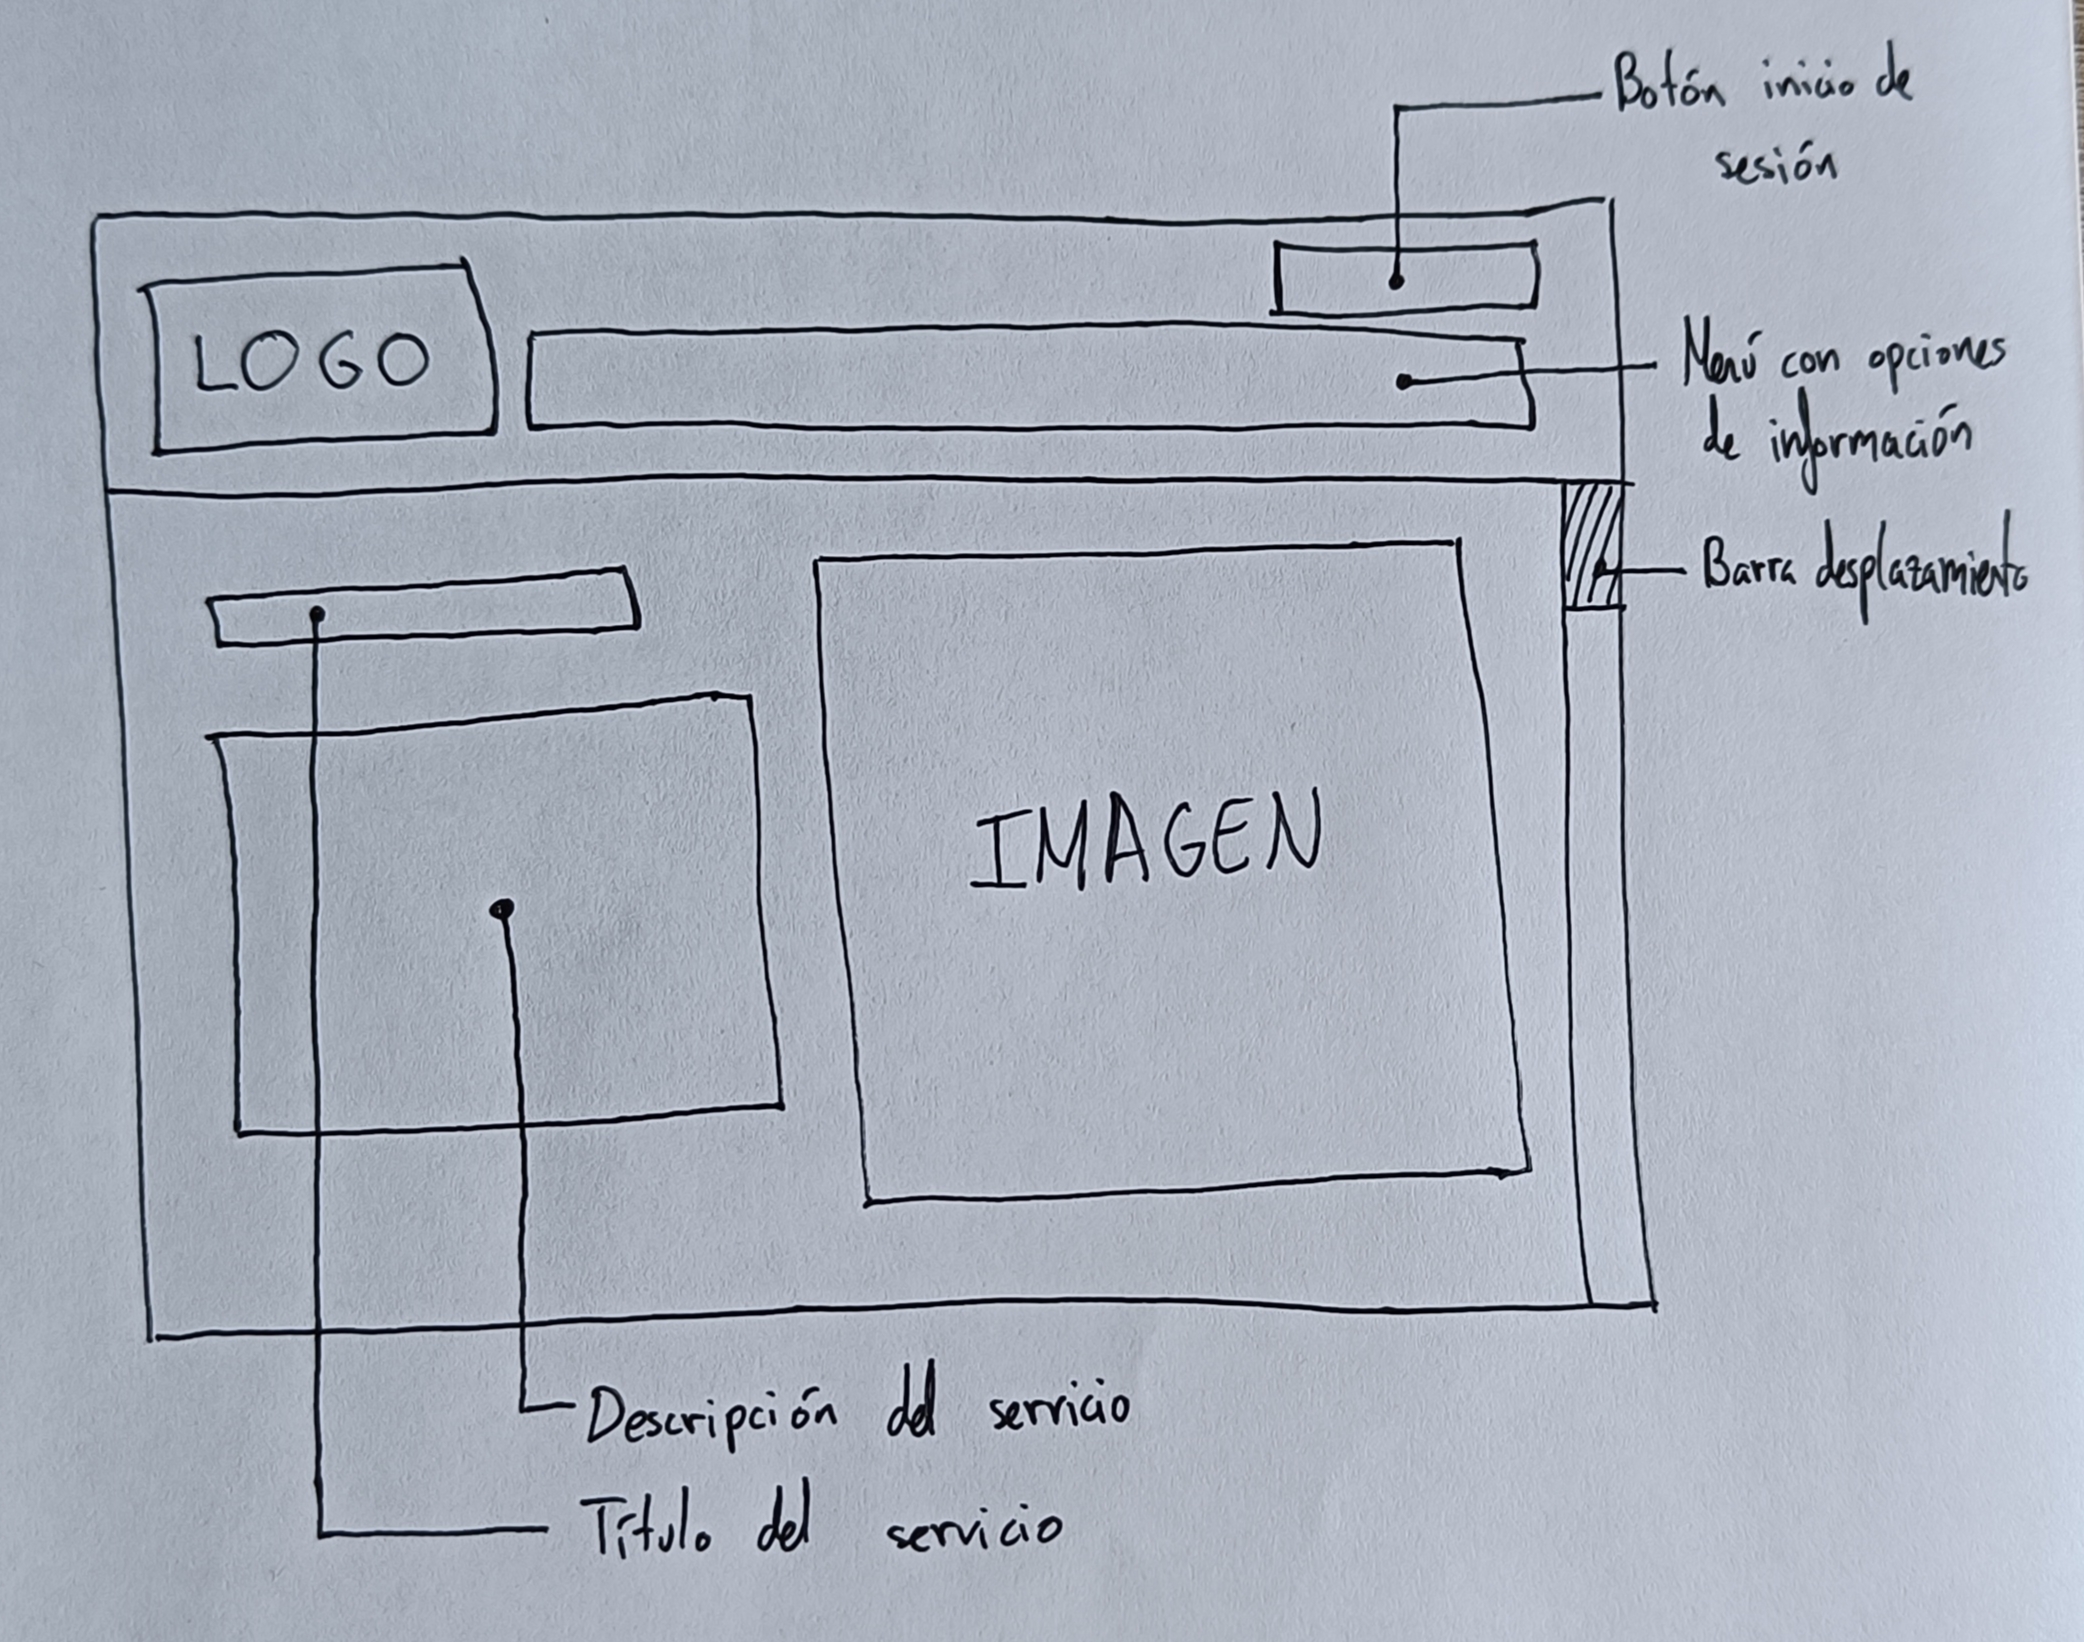 Botón inicio de
sesión
LOGO
Menú con opciones
de información
Barra desplazamiento
IMAGEN
Descripción del servicio
Título del servicio